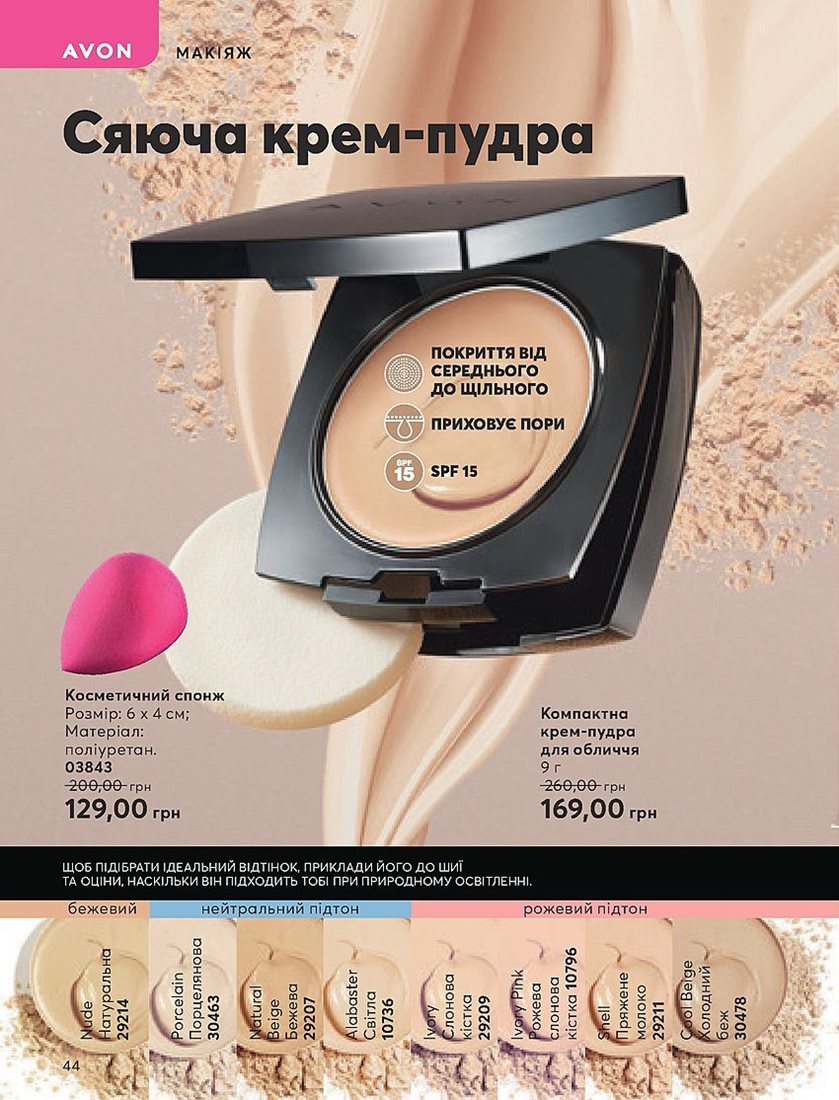 AVON
МАКІЯЖ
Сяюча крем-пудра
AVON
ПОКРИТТЯ ВІД
СЕРЕДНЬОГО
ДО ЩІЛЬНОГО
ПРИХОВУЄ ПОРИ
SPF
15
SPF 15
Косметичний спонж
Розмір: 6 х 4 см;
Матеріал:
поліуретан.
03843
200,00 грн
129,00 грн
Компактна
крем-пудра
для обличчя
9 г
260,00 грн
169,00 грн
ЩОБ ПІДІБРАТИ ІДЕАЛЬНИЙ ВІДТІНОК, ПРИКЛАДИ ЙОГО ДО ШИЇ
ТА ОЦІНИ, НАСКІЛЬКИ ВІН ПІДХОДИТЬ ТОБІ ПРИ ПРИРОДНОМУ ОСВІТЛЕННІ.
бежевий
нейтральний підтон
рожевий підтон
Nude
Натуральна
29214
Porcelain
Порцелянова
30463
Natural
Beige
Бежева
29207
Alabaster
Світла
10736
Ivory
Слонова
кістка
29209
Ivory Pink
Рожева
слонова
кістка 10796
Shell
Пряжене
молоко
29211
Cool Beige
Холодний
беж
30478
44